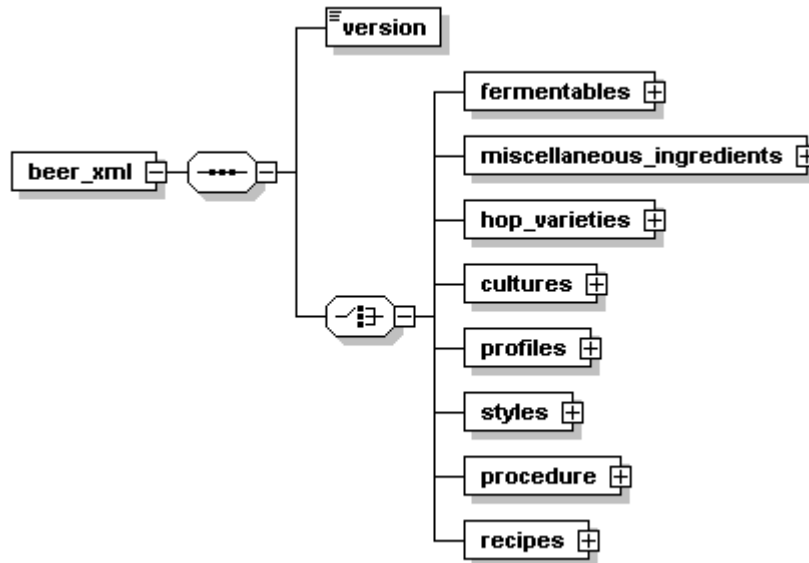 version
fermentables
beer_xml
miscellaneous_ingredients
hop_varieties
cultures
profiles
styles
procedure
recipes